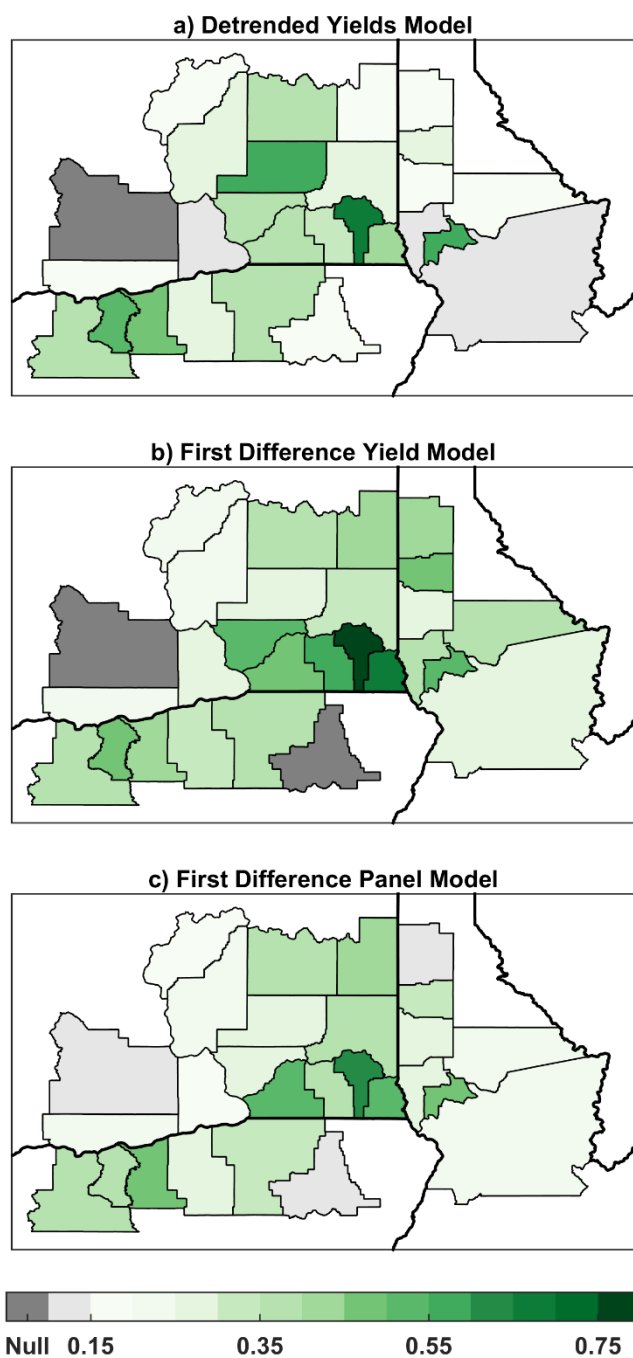 a) Detrended Yields Model
b) First Difference Yield Model
c) First Difference Panel Model
Null 0.15 0.35 0.55 0.75